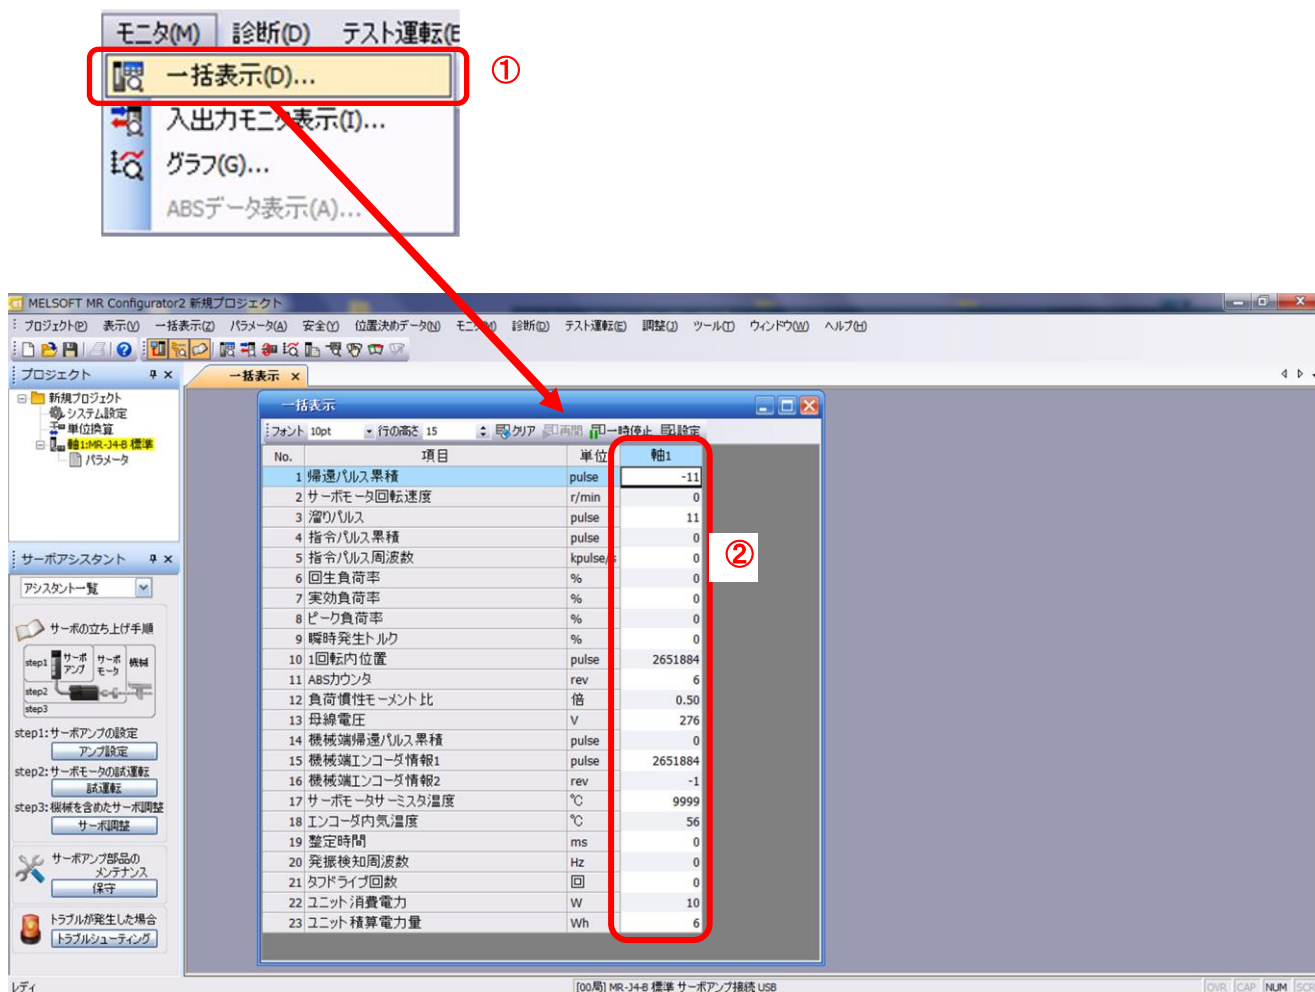 モニタ(M) 診断(D) テスト運転(E
一括表示(D)...
①
入出力モニタ表示(I)...
グラフ(G)...
ABSデータ表示(A)...
MELSOFT MR Configurator2 新規プロジェクト
プロジェクト(P) 表示(V) 一括表示(Z) パラメータ(A) 安全(Y) 位置決めデータ(N) モニタ(M) 診断(D) テスト運転(E) 調整(J) ツール(T) ウィンドウ(W) ヘルプ(H)
プロジェクト
一括表示
新規プロジェクト
システム設定
単位換算
軸1:MR-J4-B 標準
パラメータ
一括表示
フォント 10pt 行の高さ 15 クリア 再開 一時停止 設定
No. 項目 単位 軸1
1 帰還パルス累積 pulse -11
2 サーボモータ回転速度 r/min 0
3 溜りパルス pulse 11
4 指令パルス累積 pulse 0
5 指令パルス周波数 kpulse/s 0
②
6 回生負荷率 % 0
7 実効負荷率 % 0
8 ピーク負荷率 % 0
9 瞬時発生トルク % 0
10 1回転内位置 pulse 2651884
11 ABSカウンタ rev 6
12 負荷慣性モーメント比 倍 0.50
13 母線電圧 V 276
14 機械端帰還パルス累積 pulse 0
15 機械端エンコーダ情報1 pulse 2651884
16 機械端エンコーダ情報2 rev -1
17 サーボモータサーミスタ温度 ℃ 9999
18 エンコーダ内気温度 ℃ 56
19 整定時間 ms 0
20 発振検知周波数 Hz 0
21 タフドライブ回数 回 0
22 ユニット消費電力 W 10
23 ユニット積算電力量 Wh 6
サーボアシスタント
アシスタント一覧
サーボの立ち上げ手順
step1 サーボアンプ サーボモータ 機械
step2
step3
step1:サーボアンプの設定
アンプ設定
step2:サーボモータの試運転
試運転
step3:機械を含めたサーボ調整
サーボ調整
サーボアンプ部品の
メンテナンス
保守
トラブルが発生した場合
トラブルシューティング
レディ [00局] MR-J4-B 標準 サーボアンプ接続 USB OVR CAP NUM SCR